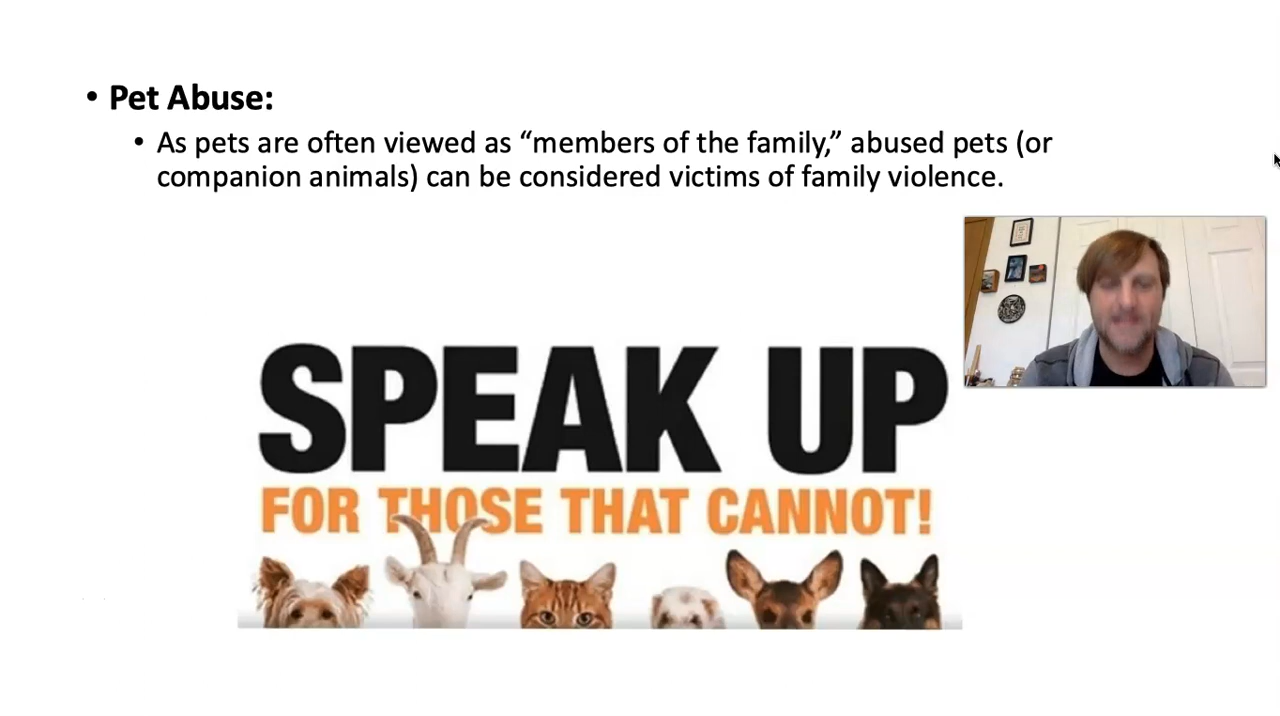 • Pet Abuse:
• As pets are often viewed as “members of the family,” abused pets (or
companion animals) can be considered victims of family violence.
SPEAK UP
FOR THOSE THAT CANNOT!